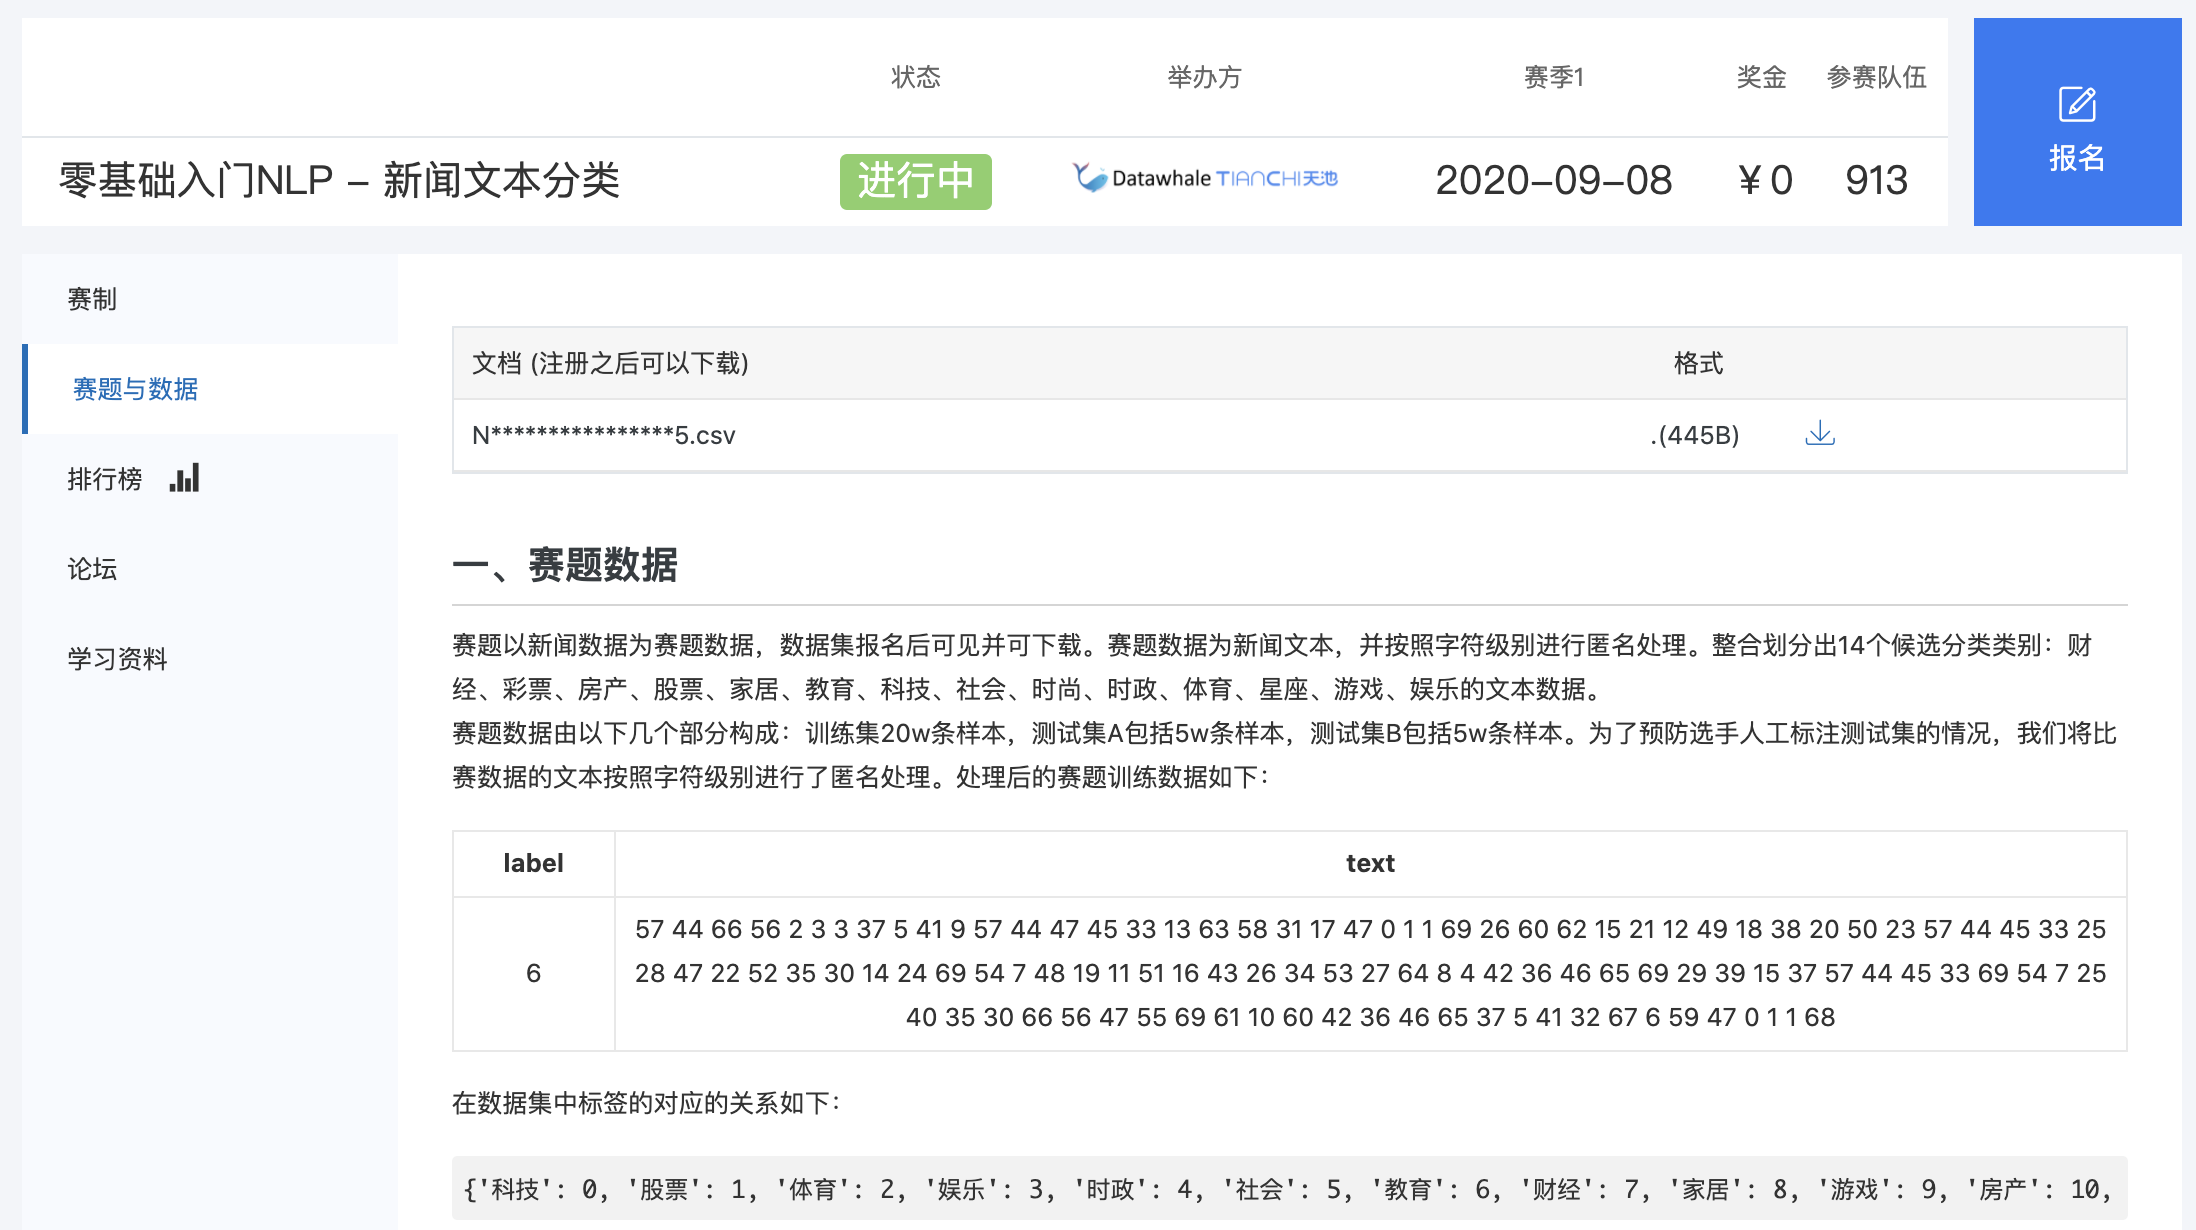 状态 举办方 赛季1 奖金 参赛队伍
零基础入门NLP - 新闻文本分类 进行中 Datawhale TIANCHI天池 2020-09-08 ¥0 913
报名
赛制
赛题与数据
排行榜
论坛
学习资料
文档 (注册之后可以下载) 格式
N****************5.csv .(445B)
一、赛题数据
赛题以新闻数据为赛题数据，数据集报名后可见并可下载。赛题数据为新闻文本，并按照字符级别进行匿名处理。整合划分出14个候选分类类别：财
经、彩票、房产、股票、家居、教育、科技、社会、时尚、时政、体育、星座、游戏、娱乐的文本数据。
赛题数据由以下几个部分构成：训练集20w条样本，测试集A包括5w条样本，测试集B包括5w条样本。为了预防选手人工标注测试集的情况，我们将比
赛数据的文本按照字符级别进行了匿名处理。处理后的赛题训练数据如下：
label text
6
57 44 66 56 2 3 3 37 5 41 9 57 44 47 45 33 13 63 58 31 17 47 0 1 1 69 26 60 62 15 21 12 49 18 38 20 50 23 57 44 45 33 25
28 47 22 52 35 30 14 24 69 54 7 48 19 11 51 16 43 26 34 53 27 64 8 4 42 36 46 65 69 29 39 15 37 57 44 45 33 69 54 7 25
40 35 30 66 56 47 55 69 61 10 60 42 36 46 65 37 5 41 32 67 6 59 47 0 1 1 68
在数据集中标签的对应的关系如下：
{'科技': 0, '股票': 1, '体育': 2, '娱乐': 3, '时政': 4, '社会': 5, '教育': 6, '财经': 7, '家居': 8, '游戏': 9, '房产': 10,